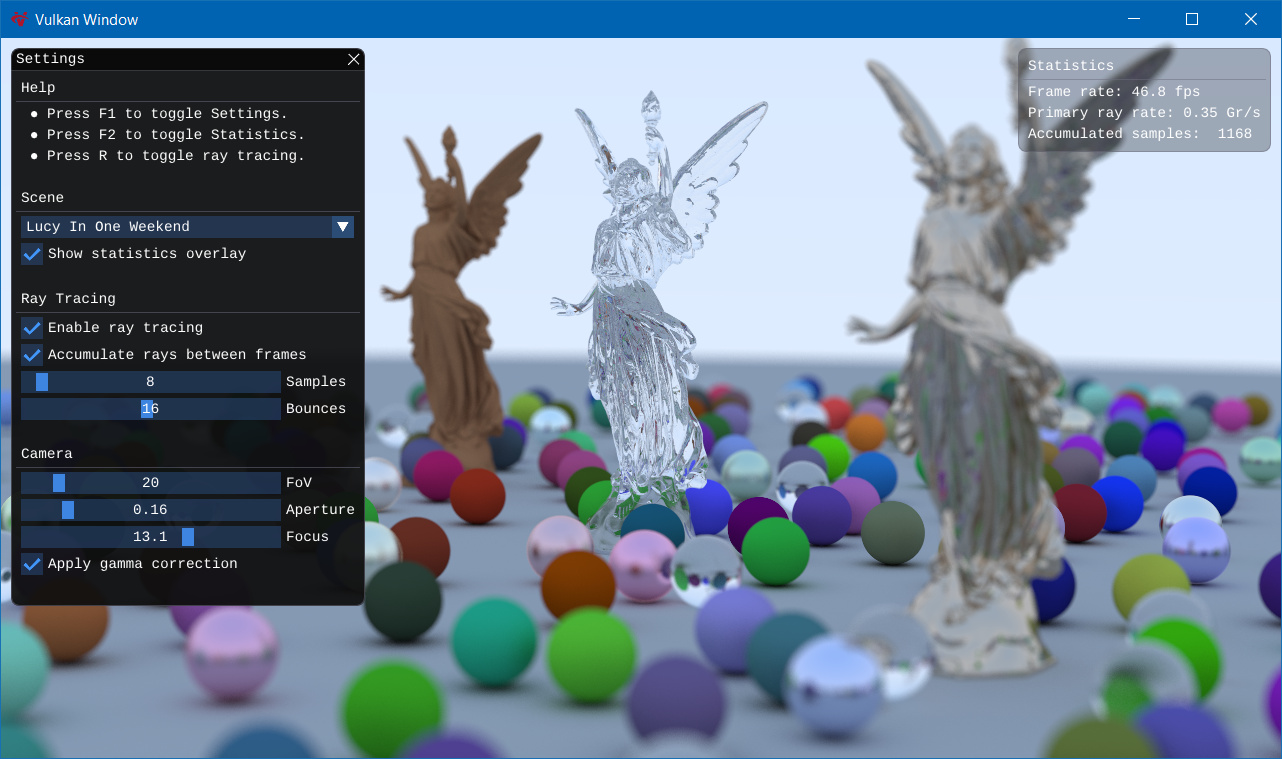 Vulkan Window
Settings
Help
Press F1 to toggle Settings.
Press F2 to toggle Statistics.
Press R to toggle ray tracing.
Scene
Lucy In One Weekend
Show statistics overlay
Ray Tracing
Enable ray tracing
Accumulate rays between frames
8 Samples
16 Bounces
Camera
20 FoV
0.16 Aperture
13.1 Focus
Apply gamma correction
Statistics
Frame rate: 46.8 fps
Primary ray rate: 0.35 Gr/s
Accumulated samples: 1168